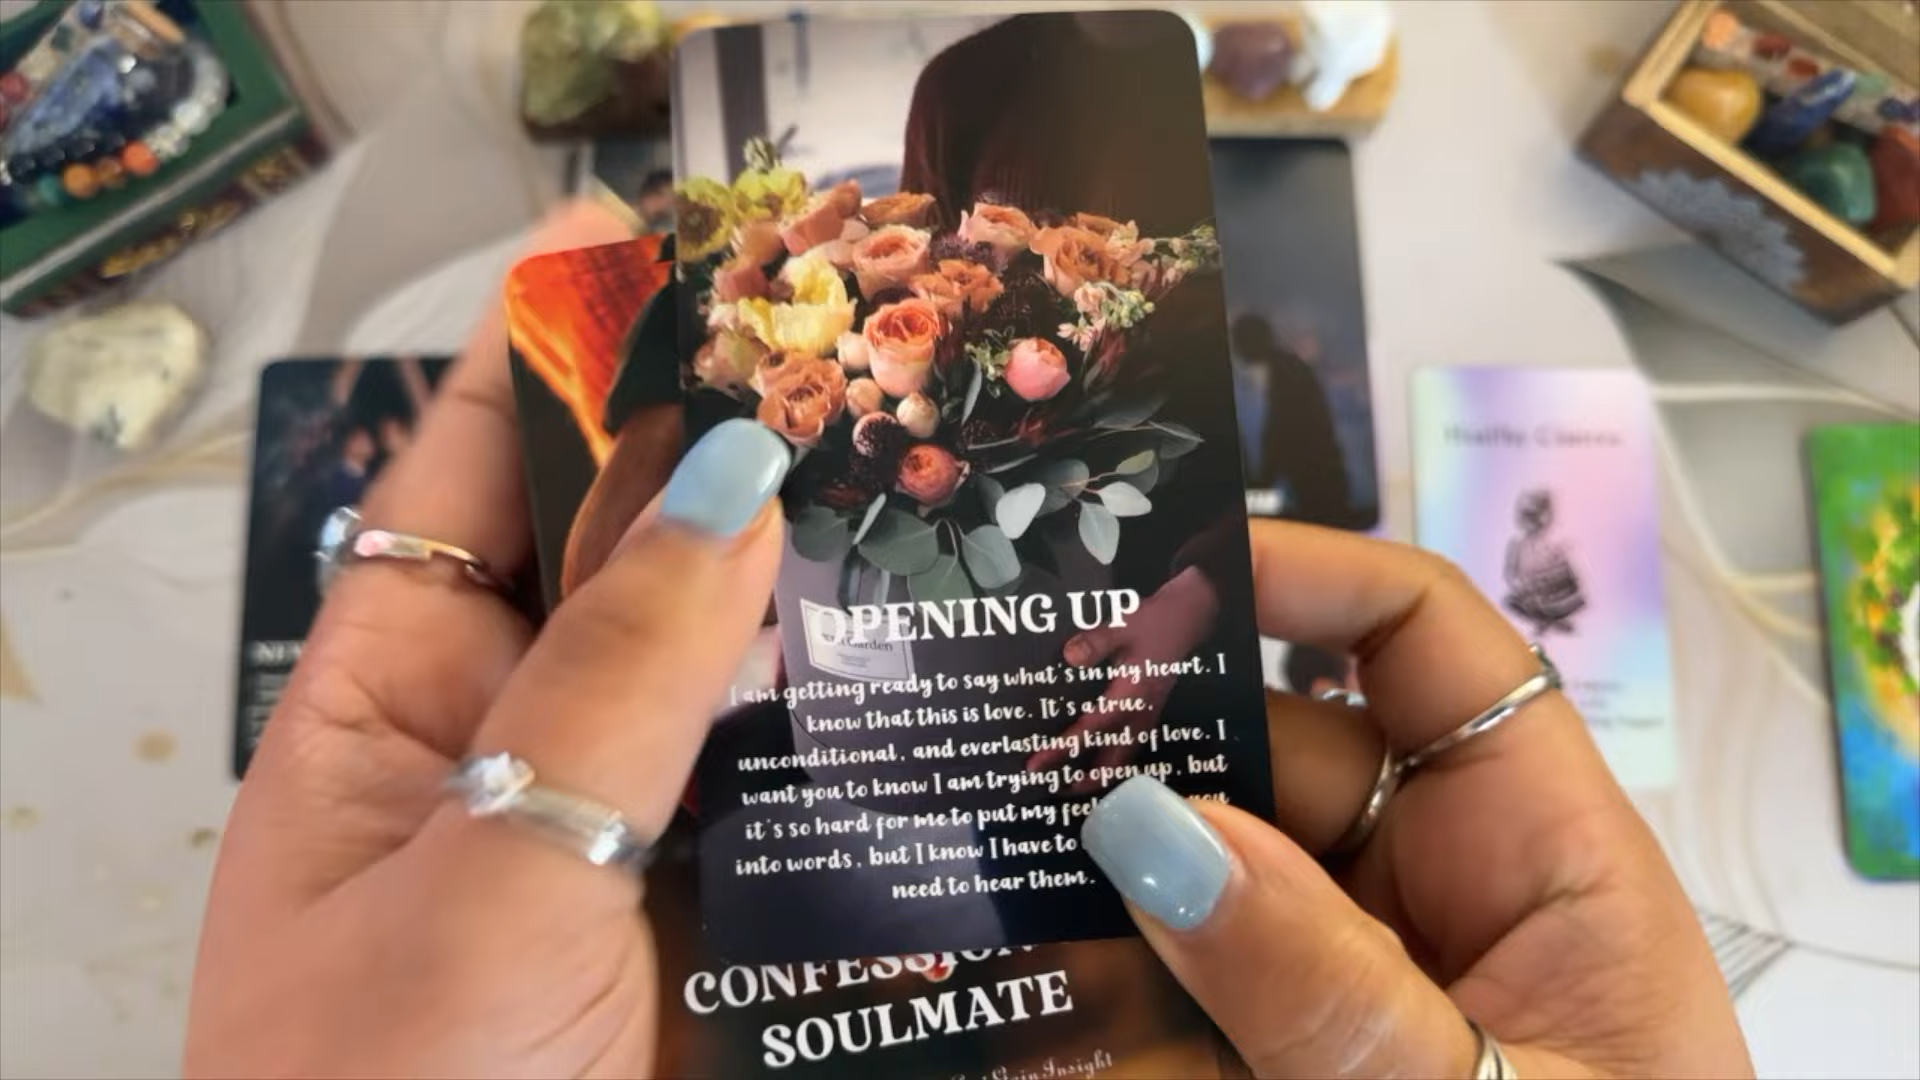 OPENING UP
Garden
I am getting ready to say what's in my heart. I
know that this is love. It's a true,
unconditional, and everlasting kind of love. I
want you to know I am trying to open up, but
it's so hard for me to put my
into words, but I know I have to
need to hear them.
SOULMATE
Insight